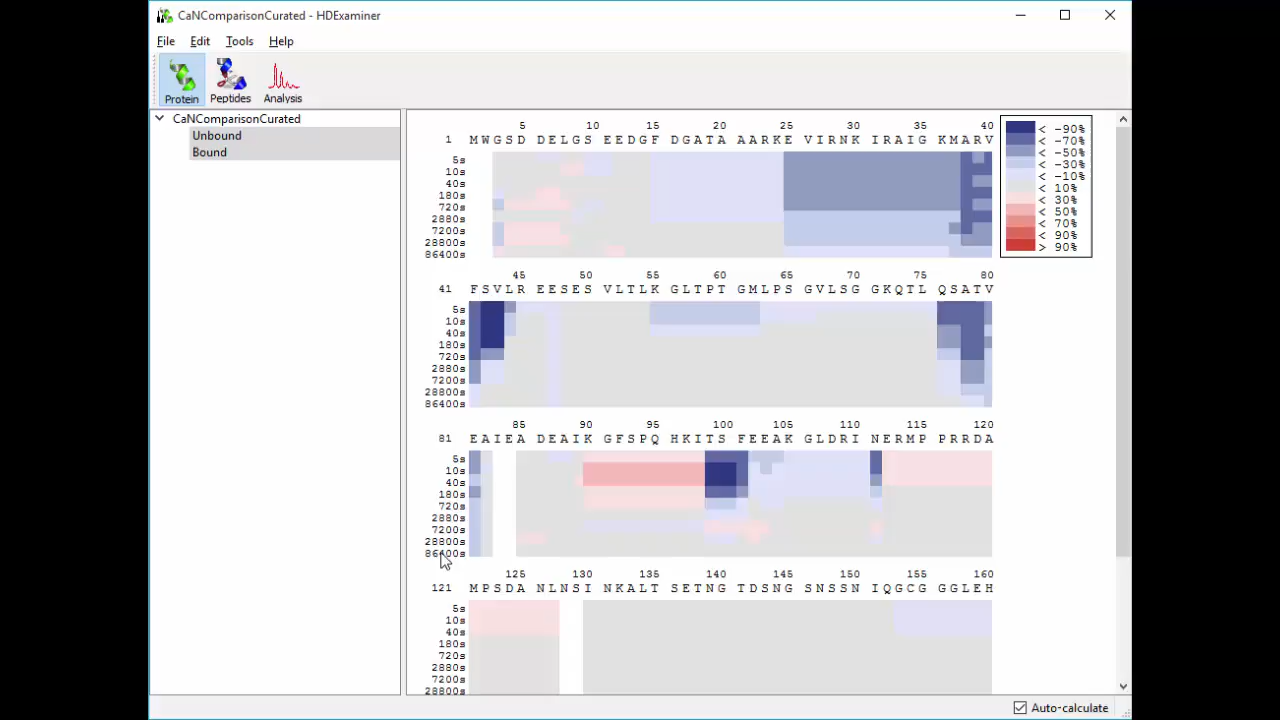 CaNComparisonCurated - HDExaminer
File Edit Tools Help
Protein Peptides Analysis
CaNComparisonCurated
Unbound
Bound
5 10 15 20 25 30 35 40
1 MWGSD DELGS EEDGF DGATA AARKE VIRNK IRAIG KMARV
5s
10s
40s
180s
720s
2880s
7200s
28800s
86400s
45 50 55 60 65 70 75 80
41 FSVLR EESES VLTLK GLTPT GMLPS GVLSG GKQTL QSATV
5s
10s
40s
180s
720s
2880s
7200s
28800s
86400s
85 90 95 100 105 110 115 120
81 EAIEA DEAIK GFSPQ HKITS FEEAK GLDRI NERMP PRRDA
5s
10s
40s
180s
720s
2880s
7200s
28800s
86400s
125 130 135 140 145 150 155 160
121 MPSDA NLNSI NKALT SETNG TDSNG SNSSN IQGCG GGLEH
5s
10s
40s
180s
720s
2880s
7200s
28800s
< -90%
< -70%
< -50%
< -30%
< -10%
< 10%
< 30%
< 50%
< 70%
< 90%
> 90%
Auto-calculate